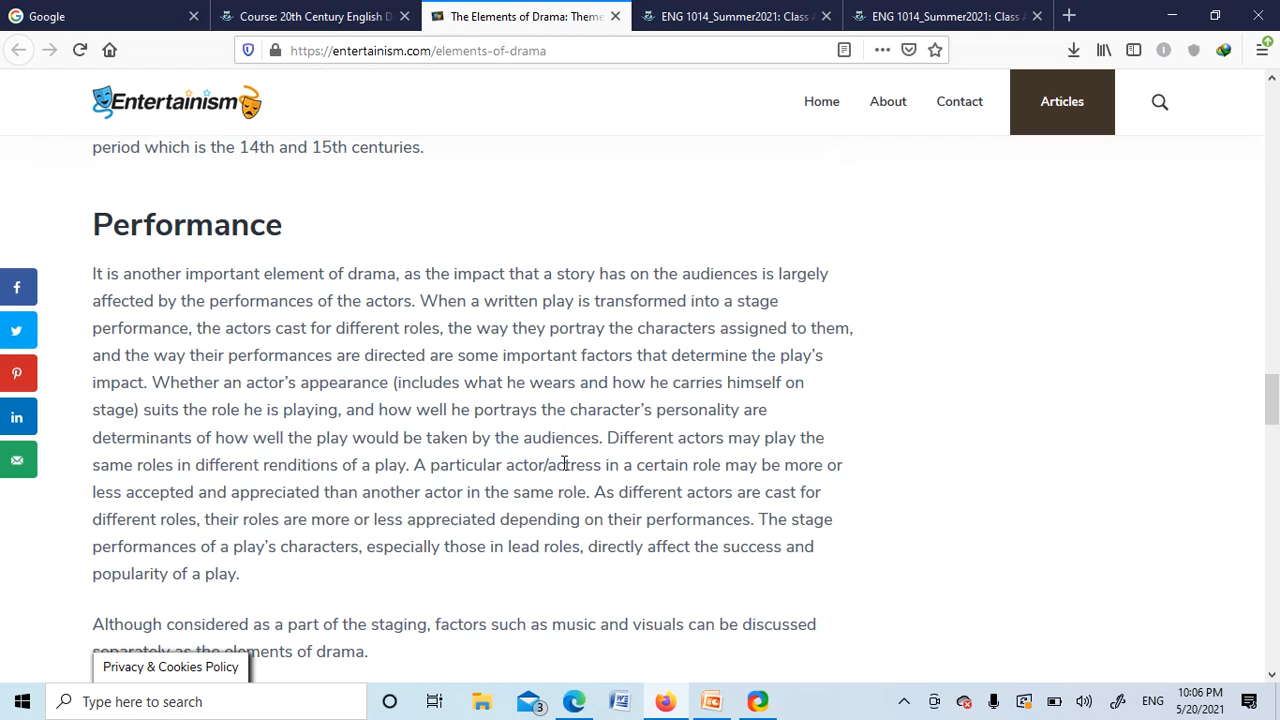 Google
Course: 20th Century English D
The Elements of Drama: Theme
ENG 1014_Summer2021: Class A
ENG 1014_Summer2021: Class A
https://entertainism.com/elements-of-drama
Entertainism
Home
About
Contact
Articles
period which is the 14th and 15th centuries.
Performance
It is another important element of drama, as the impact that a story has on the audiences is largely
affected by the performances of the actors. When a written play is transformed into a stage
performance, the actors cast for different roles, the way they portray the characters assigned to them,
and the way their performances are directed are some important factors that determine the play's
impact. Whether an actor's appearance (includes what he wears and how he carries himself on
stage) suits the role he is playing, and how well he portrays the character's personality are
determinants of how well the play would be taken by the audiences. Different actors may play the
same roles in different renditions of a play. A particular actor/actress in a certain role may be more or
less accepted and appreciated than another actor in the same role. As different actors are cast for
different roles, their roles are more or less appreciated depending on their performances. The stage
performances of a play's characters, especially those in lead roles, directly affect the success and
popularity of a play.
Although considered as a part of the staging, factors such as music and visuals can be discussed
separately as the elements of drama.
Privacy & Cookies Policy
Type here to search
3
ENG
10:06 PM
5/20/2021